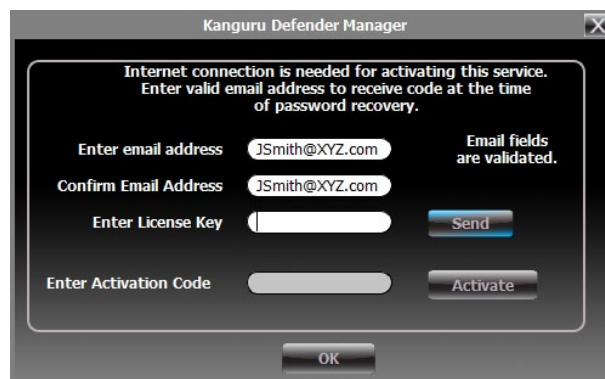 Kanguru Defender Manager
X
Internet connection is needed for activating this service.
Enter valid email address to receive code at the time
of password recovery.
Enter email address JSmith@XYZ.com Email fields
are validated.
Confirm Email Address JSmith@XYZ.com
Enter License Key Send
Enter Activation Code Activate
OK